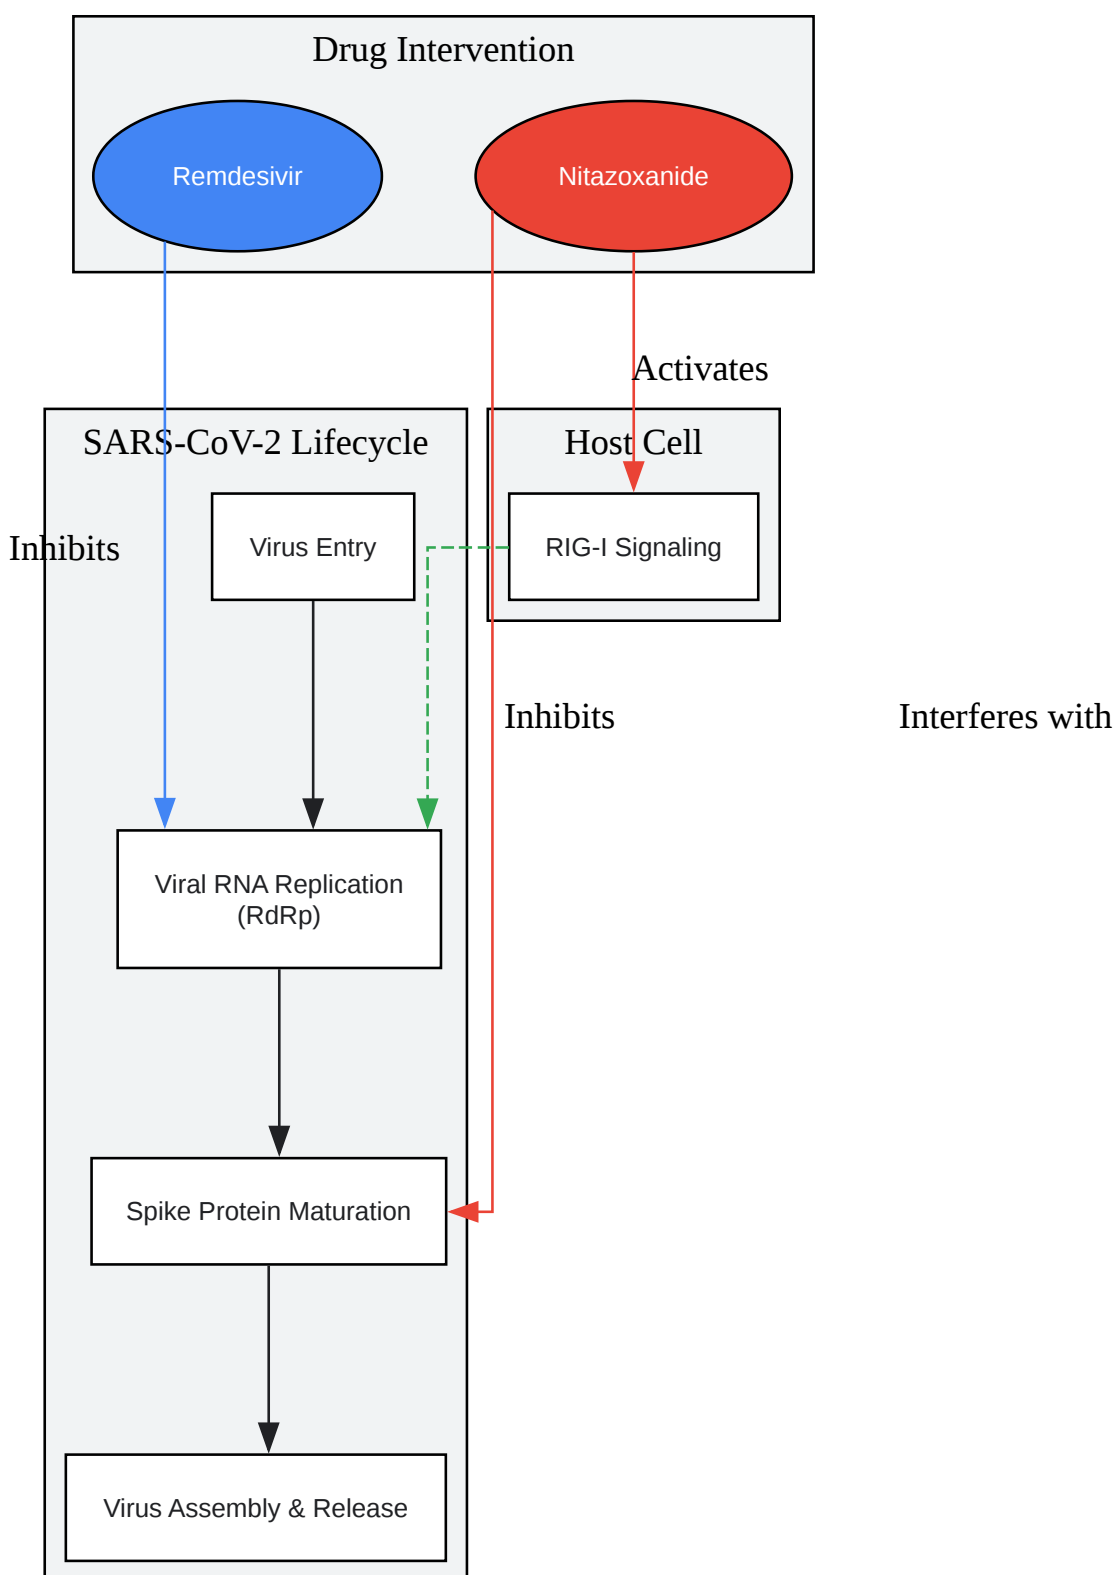 Drug Intervention
Remdesivir
Nitazoxanide
Activates
SARS-CoV-2 Lifecycle
Host Cell
Inhibits
Virus Entry
RIG-I Signaling
Inhibits
Interferes with
Viral RNA Replication
(RdRp)
Spike Protein Maturation
Virus Assembly & Release